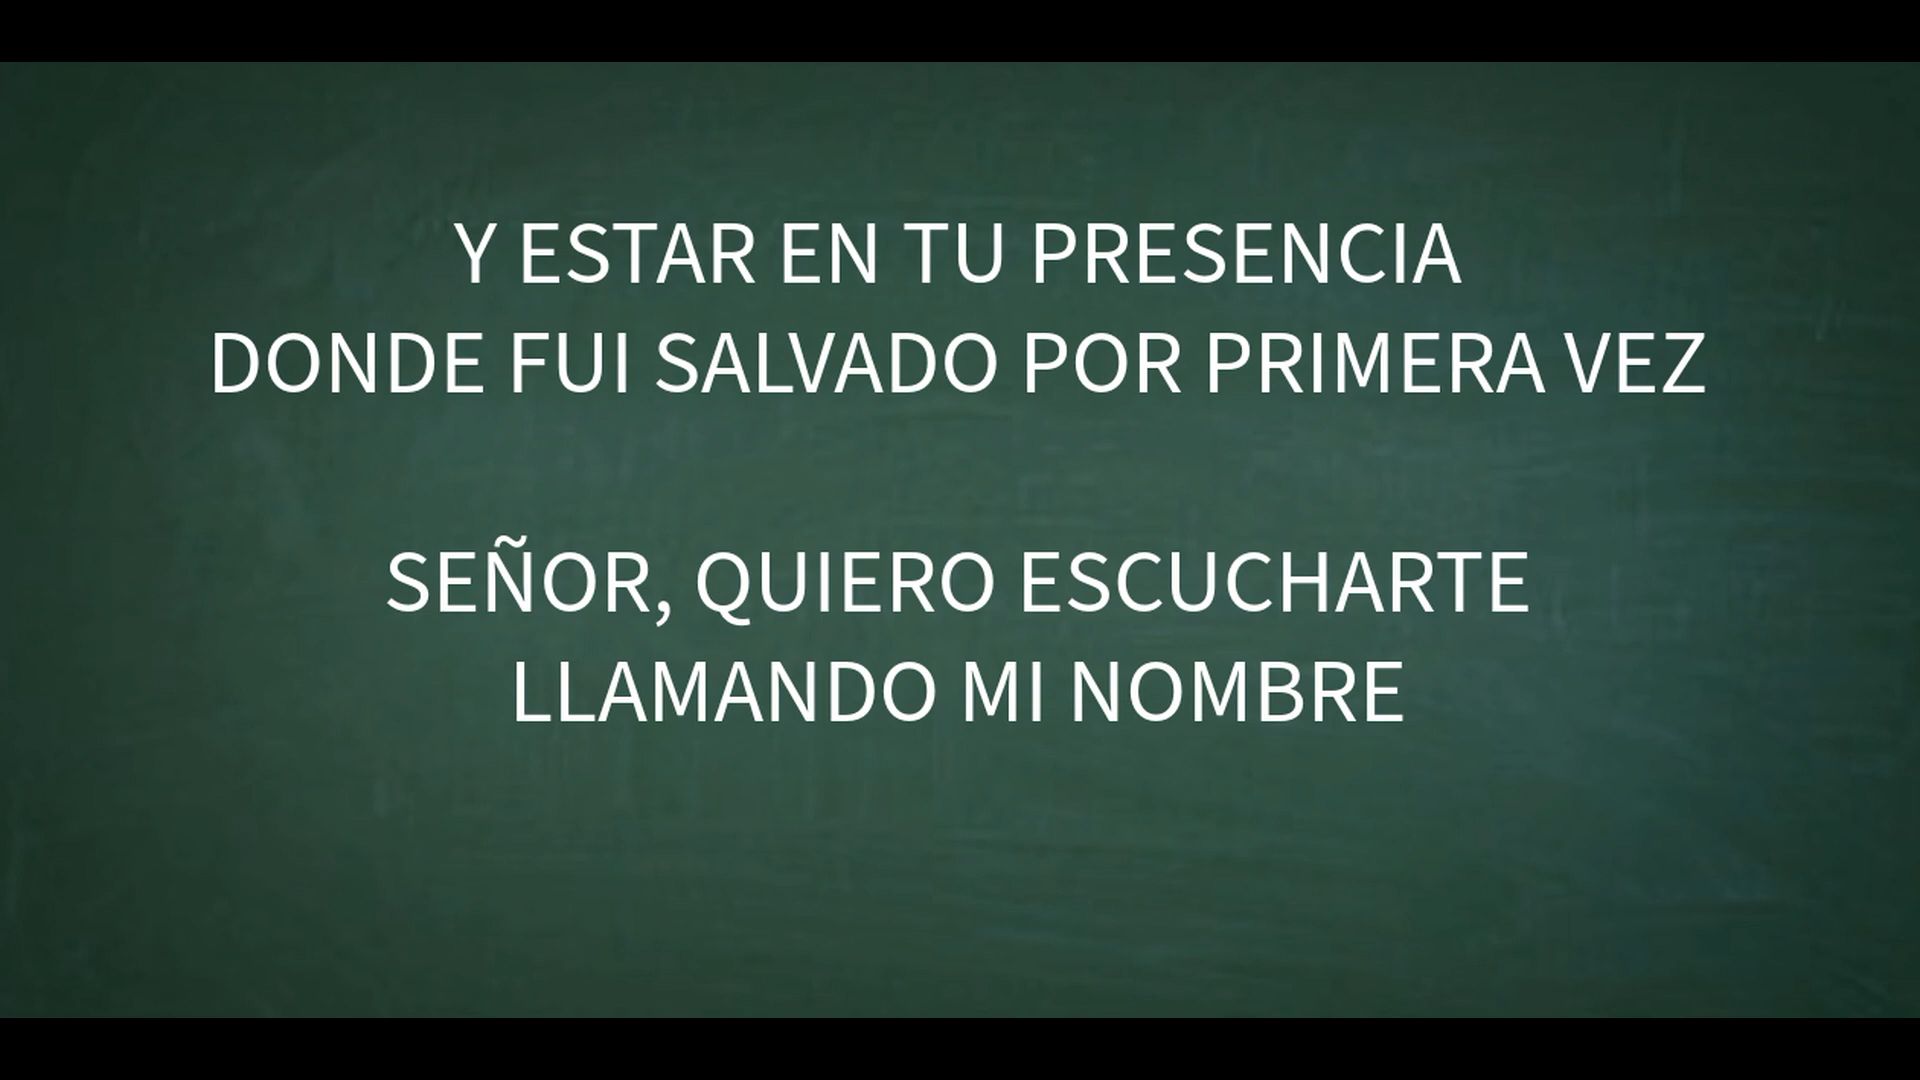 Y ESTAR EN TU PRESENCIA
DONDE FUI SALVADO POR PRIMERA VEZ
SEÑOR, QUIERO ESCUCHARTE
LLAMANDO MI NOMBRE